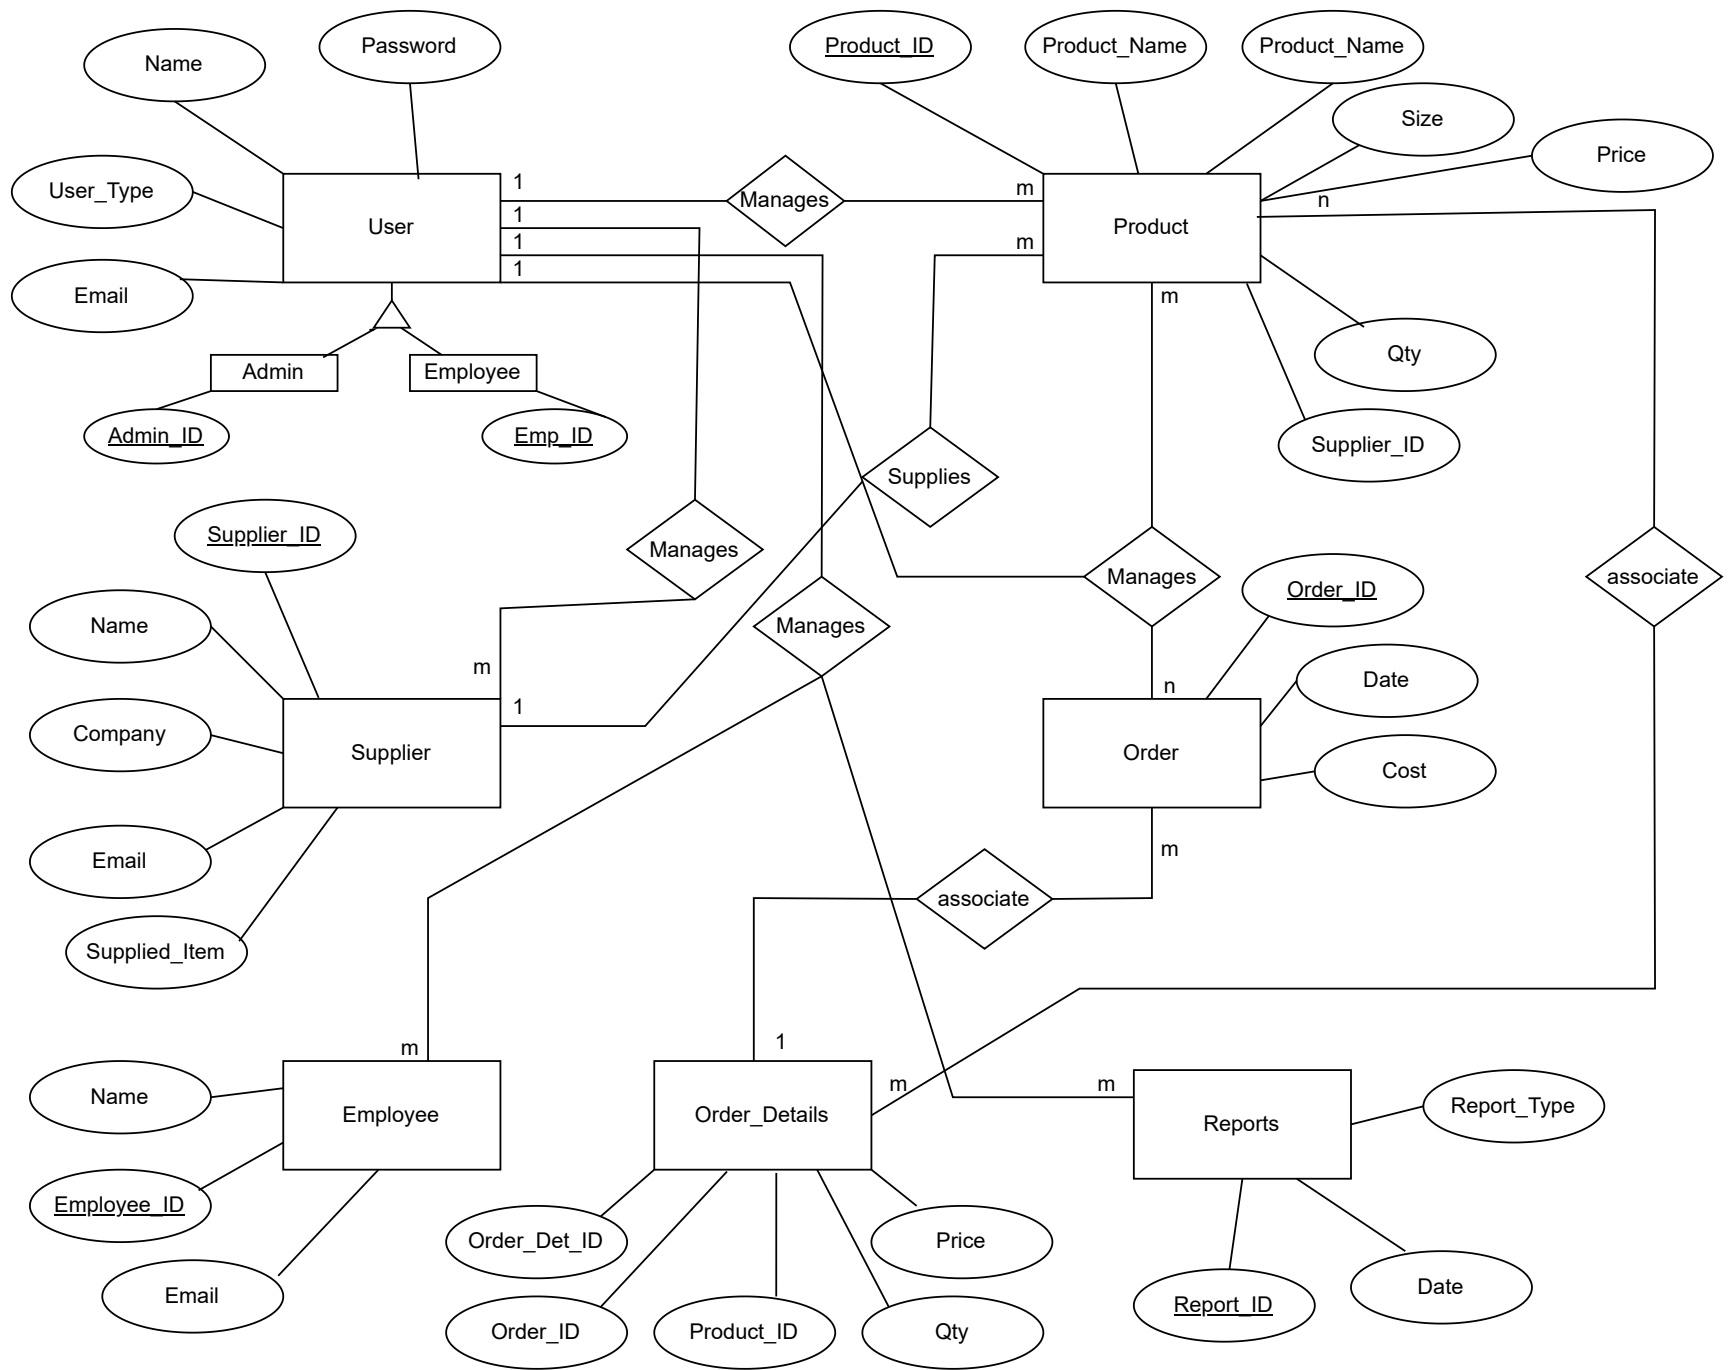 Password
Product_ID
Product_Name
Product_Name
Name
Size
Price
User_Type
1
Manages
m
n
1
User
Product
1
m
1
Email
m
Qty
Admin
Employee
Admin_ID
Emp_ID
Supplier_ID
Supplies
Supplier_ID
Manages
Manages
associate
Order_ID
Name
Manages
m
n
Date
1
Company
Supplier
Order
Cost
Email
m
associate
Supplied_Item
1
m
m
m
Name
Employee
Order_Details
Reports
Report_Type
Employee_ID
Order_Det_ID
Price
Email
Date
Report_ID
Order_ID
Product_ID
Qty